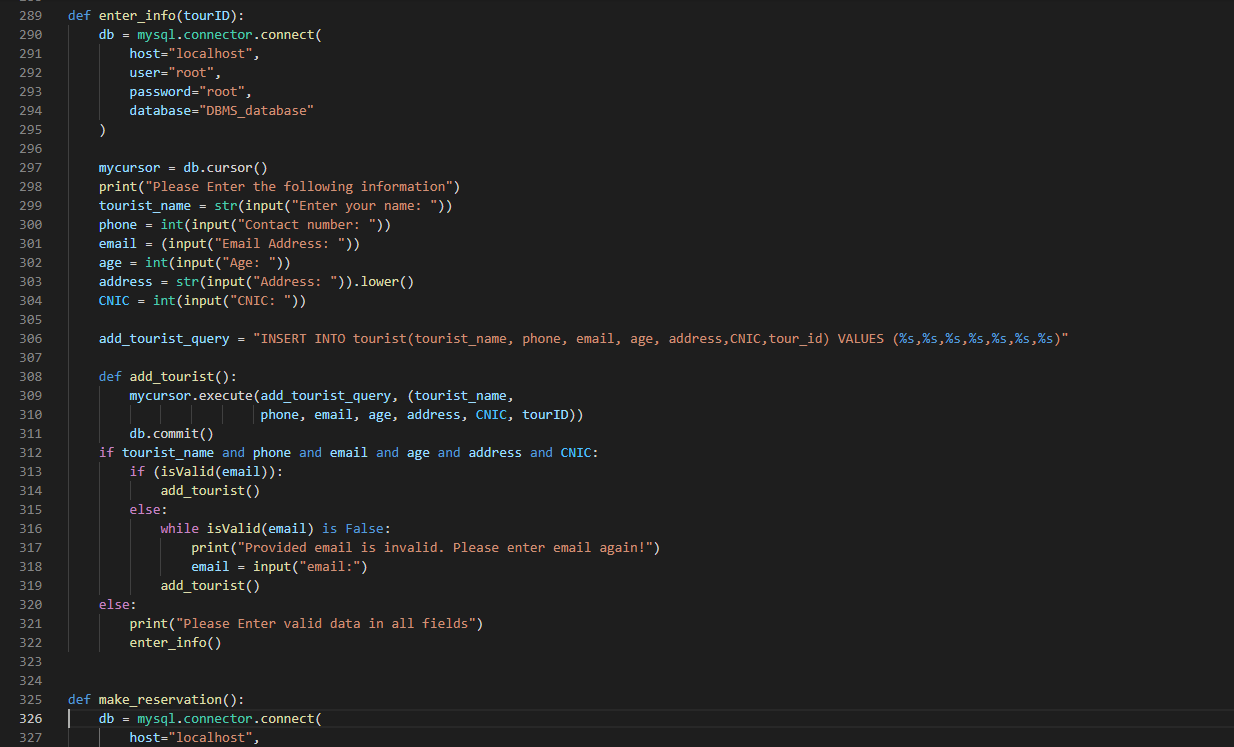 289 def enter_info(tourID):
290     db = mysql.connector.connect(
291         host="localhost",
292         user="root",
293         password="root",
294         database="DBMS_database"
295     )
296
297     mycursor = db.cursor()
298     print("Please Enter the following information")
299     tourist_name = str(input("Enter your name: "))
300     phone = int(input("Contact number: "))
301     email = (input("Email Address: "))
302     age = int(input("Age: "))
303     address = str(input("Address: ")).lower()
304     CNIC = int(input("CNIC: "))
305
306     add_tourist_query = "INSERT INTO tourist(tourist_name, phone, email, age, address,CNIC,tour_id) VALUES (%s,%s,%s,%s,%s,%s,%s)"
307
308     def add_tourist():
309         mycursor.execute(add_tourist_query, (tourist_name,
310                          phone, email, age, address, CNIC, tourID))
311         db.commit()
312     if tourist_name and phone and email and age and address and CNIC:
313         if (isValid(email)):
314             add_tourist()
315         else:
316             while isValid(email) is False:
317                 print("Provided email is invalid. Please enter email again!")
318                 email = input("email:")
319             add_tourist()
320     else:
321         print("Please Enter valid data in all fields")
322         enter_info()
323
324
325 def make_reservation():
326     db = mysql.connector.connect(
327         host="localhost",